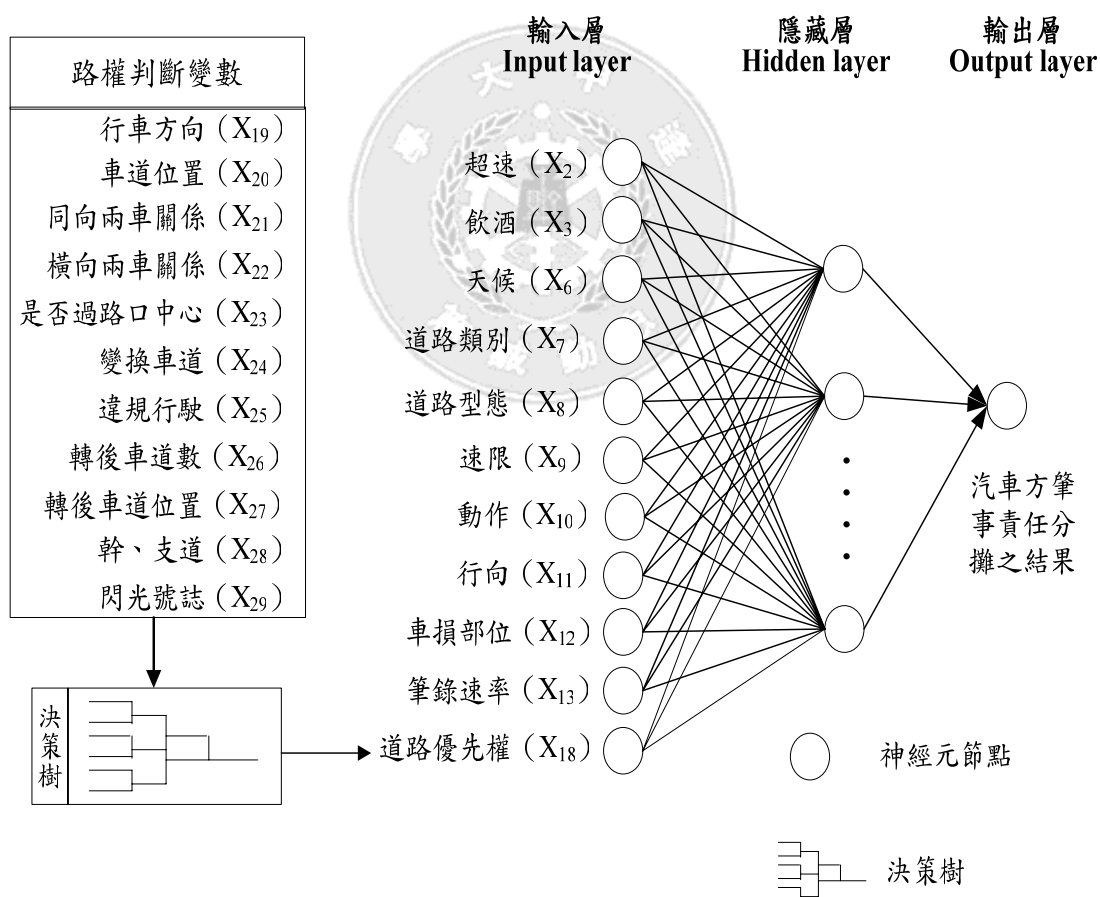 路權判斷變數
行車方向（X₁₉）
車道位置（X₂₀）
同向兩車關係（X₂₁）
橫向兩車關係（X₂₂）
是否過路口中心（X₂₃）
變換車道（X₂₄）
違規行駛（X₂₅）
轉後車道數（X₂₆）
轉後車道位置（X₂₇）
幹、支道（X₂₈）
閃光號誌（X₂₉）
決策樹
輸入層
Input layer
超速（X₂）
飲酒（X₃）
天候（X₆）
道路類別（X₇）
道路型態（X₈）
速限（X₉）
動作（X₁₀）
行向（X₁₁）
車損部位（X₁₂）
筆錄速率（X₁₃）
道路優先權（X₁₈）
隱藏層
Hidden layer
輸出層
Output layer
汽車方肇
事責任分
攤之結果
神經元節點
決策樹